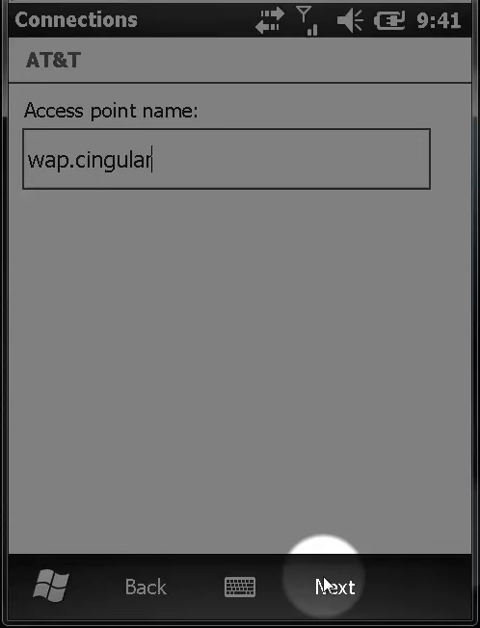 Connections 9:41
AT&T
Access point name:
wap.cingular
Back Next